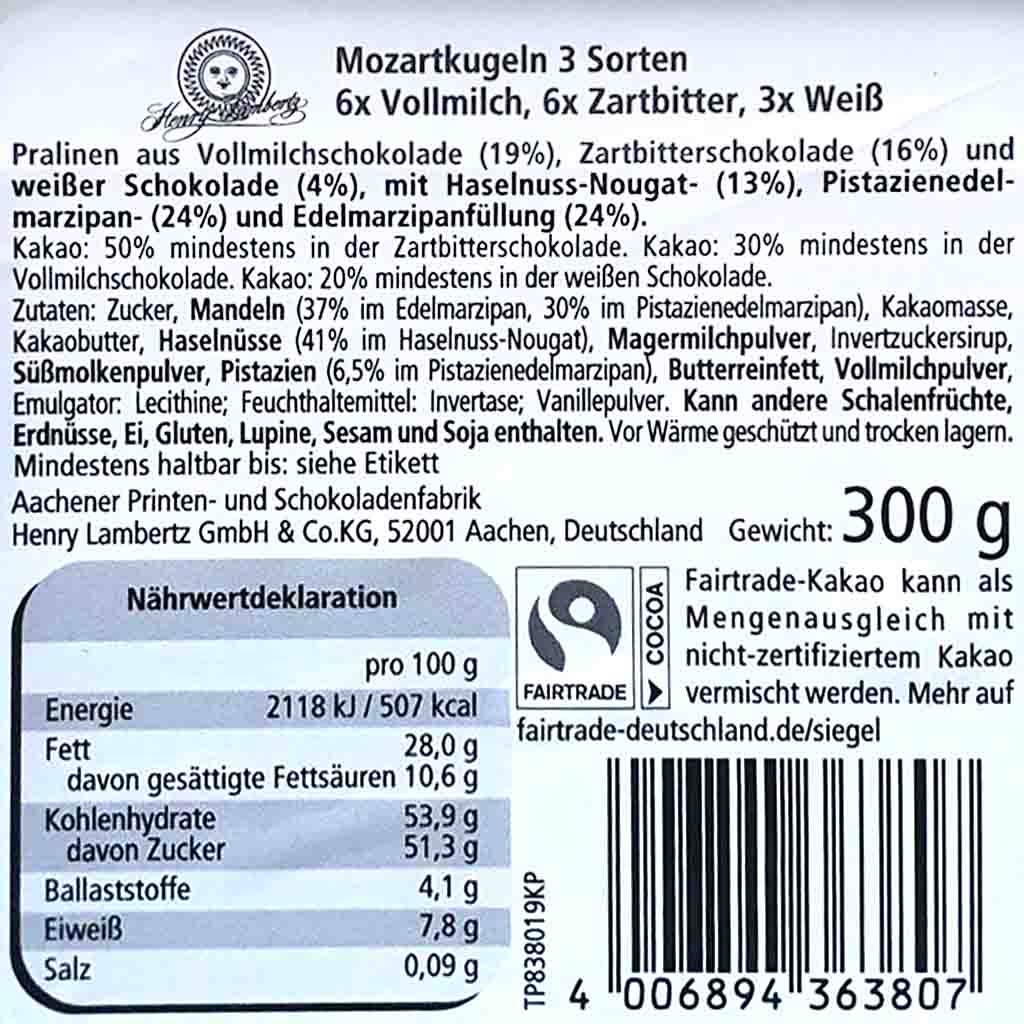 Henry Lambertz
Mozartkugeln 3 Sorten
6x Vollmilch, 6x Zartbitter, 3x Weiß
Pralinen aus Vollmilchschokolade (19%), Zartbitterschokolade (16%) und
weißer Schokolade (4%), mit Haselnuss-Nougat- (13%), Pistazienedel-
marzipan- (24%) und Edelmarzipanfüllung (24%).
Kakao: 50% mindestens in der Zartbitterschokolade. Kakao: 30% mindestens in der
Vollmilchschokolade. Kakao: 20% mindestens in der weißen Schokolade.
Zutaten: Zucker, Mandeln (37% im Edelmarzipan, 30% im Pistazienedelmarzipan), Kakaomasse,
Kakaobutter, Haselnüsse (41% im Haselnuss-Nougat), Magermilchpulver, Invertzuckersirup,
Süßmolkenpulver, Pistazien (6,5% im Pistazienedelmarzipan), Butterreinfett, Vollmilchpulver,
Emulgator: Lecithine; Feuchthaltemittel: Invertase; Vanillepulver. Kann andere Schalenfrüchte,
Erdnüsse, Ei, Gluten, Lupine, Sesam und Soja enthalten. Vor Wärme geschützt und trocken lagern.
Mindestens haltbar bis: siehe Etikett
Aachener Printen- und Schokoladenfabrik
Henry Lambertz GmbH & Co.KG, 52001 Aachen, Deutschland Gewicht: 300 g
Nährwertdeklaration
pro 100 g
Energie 2118 kJ / 507 kcal
Fett 28,0 g
davon gesättigte Fettsäuren 10,6 g
Kohlenhydrate 53,9 g
davon Zucker 51,3 g
Ballaststoffe 4,1 g
Eiweiß 7,8 g
Salz 0,09 g
FAIRTRADE
COCOA
Fairtrade-Kakao kann als
Mengenausgleich mit
nicht-zertifiziertem Kakao
vermischt werden. Mehr auf
fairtrade-deutschland.de/siegel
TP838019KP
4 006894 363807